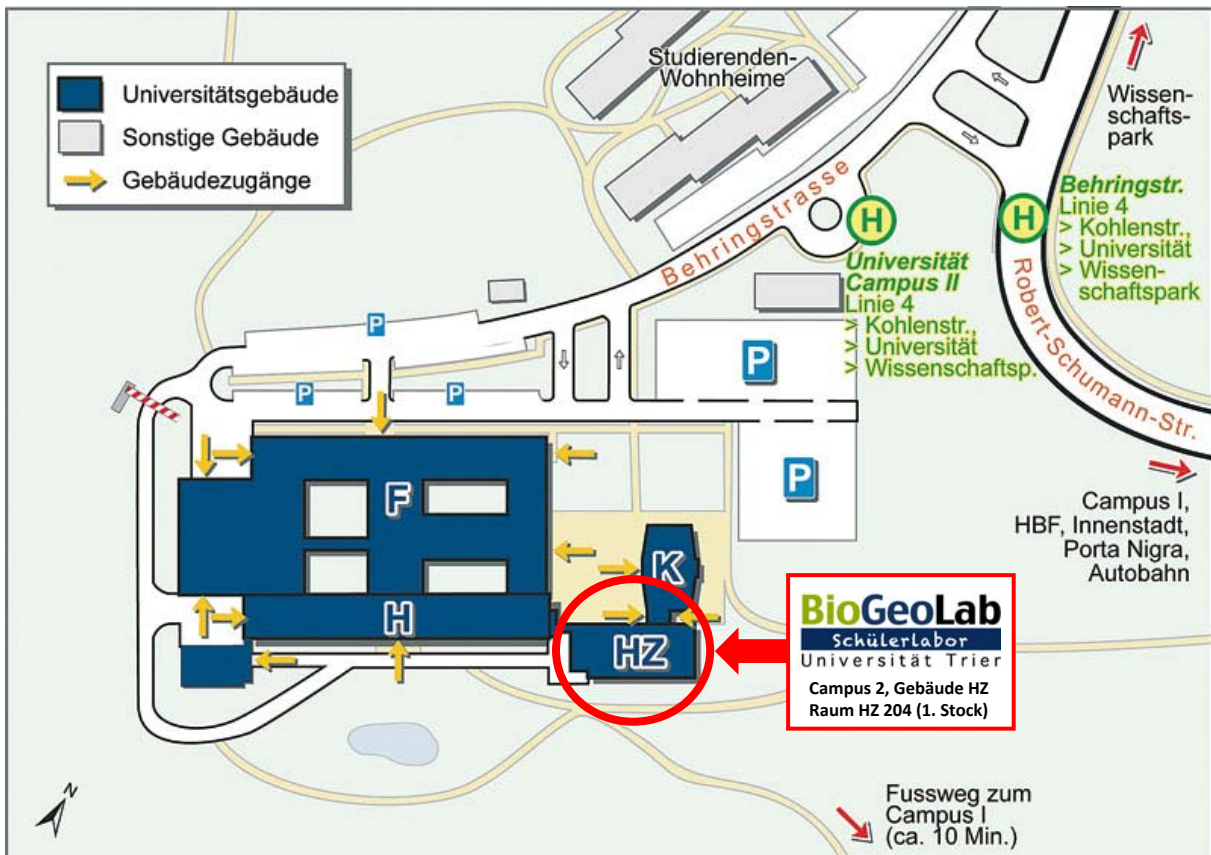 Universitätsgebäude
Sonstige Gebäude
Gebäudezugänge
Studierenden-
Wohnheime
Wissen-
schafts-
park
Behringstrasse
H
Universität
Campus II
Linie 4
> Kohlenstr.,
> Universität
> Wissenschaftsp.
H
Behringstr.
Linie 4
> Kohlenstr.,
> Universität
> Wissen-
schaftspark
Robert-Schumann-Str.
P
P
P
P
P
Campus I,
HBF, Innenstadt,
Porta Nigra,
Autobahn
F
K
H
HZ
BioGeoLab
Schülerlabor
Universität Trier
Campus 2, Gebäude HZ
Raum HZ 204 (1. Stock)
N
Fussweg zum
Campus I
(ca. 10 Min.)